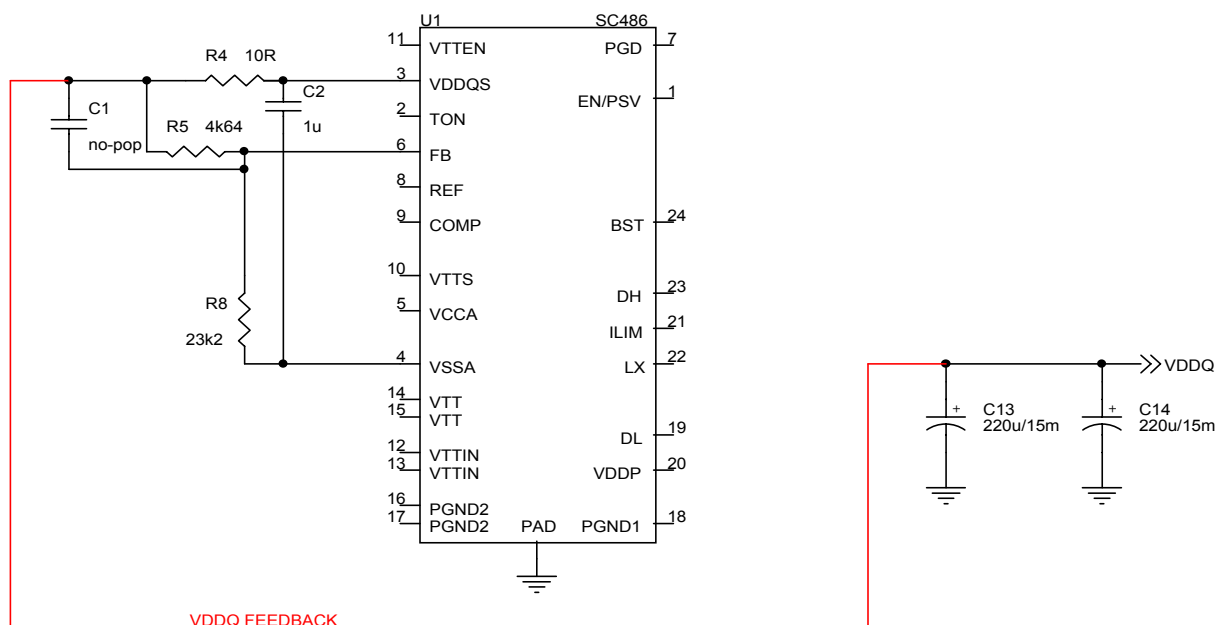 U1 SC486
11 VTTEN PGD 7
R4 10R
3 VDDQS
C1
C2
EN/PSV 1
2 TON
1u
R5 4k64
no-pop
6 FB
8 REF
9 COMP BST 24
10 VTTS
DH 23
R8
5 VCCA
ILIM 21
23k2
4 VSSA LX 22
VDDQ
14 VTT
15 VTT
C13
220u/15m
C14
220u/15m
DL 19
12 VTTIN
13 VTTIN VDDP 20
16 PGND2
17 PGND2 PAD PGND1 18
+
+
VDDQ FEEDBACK